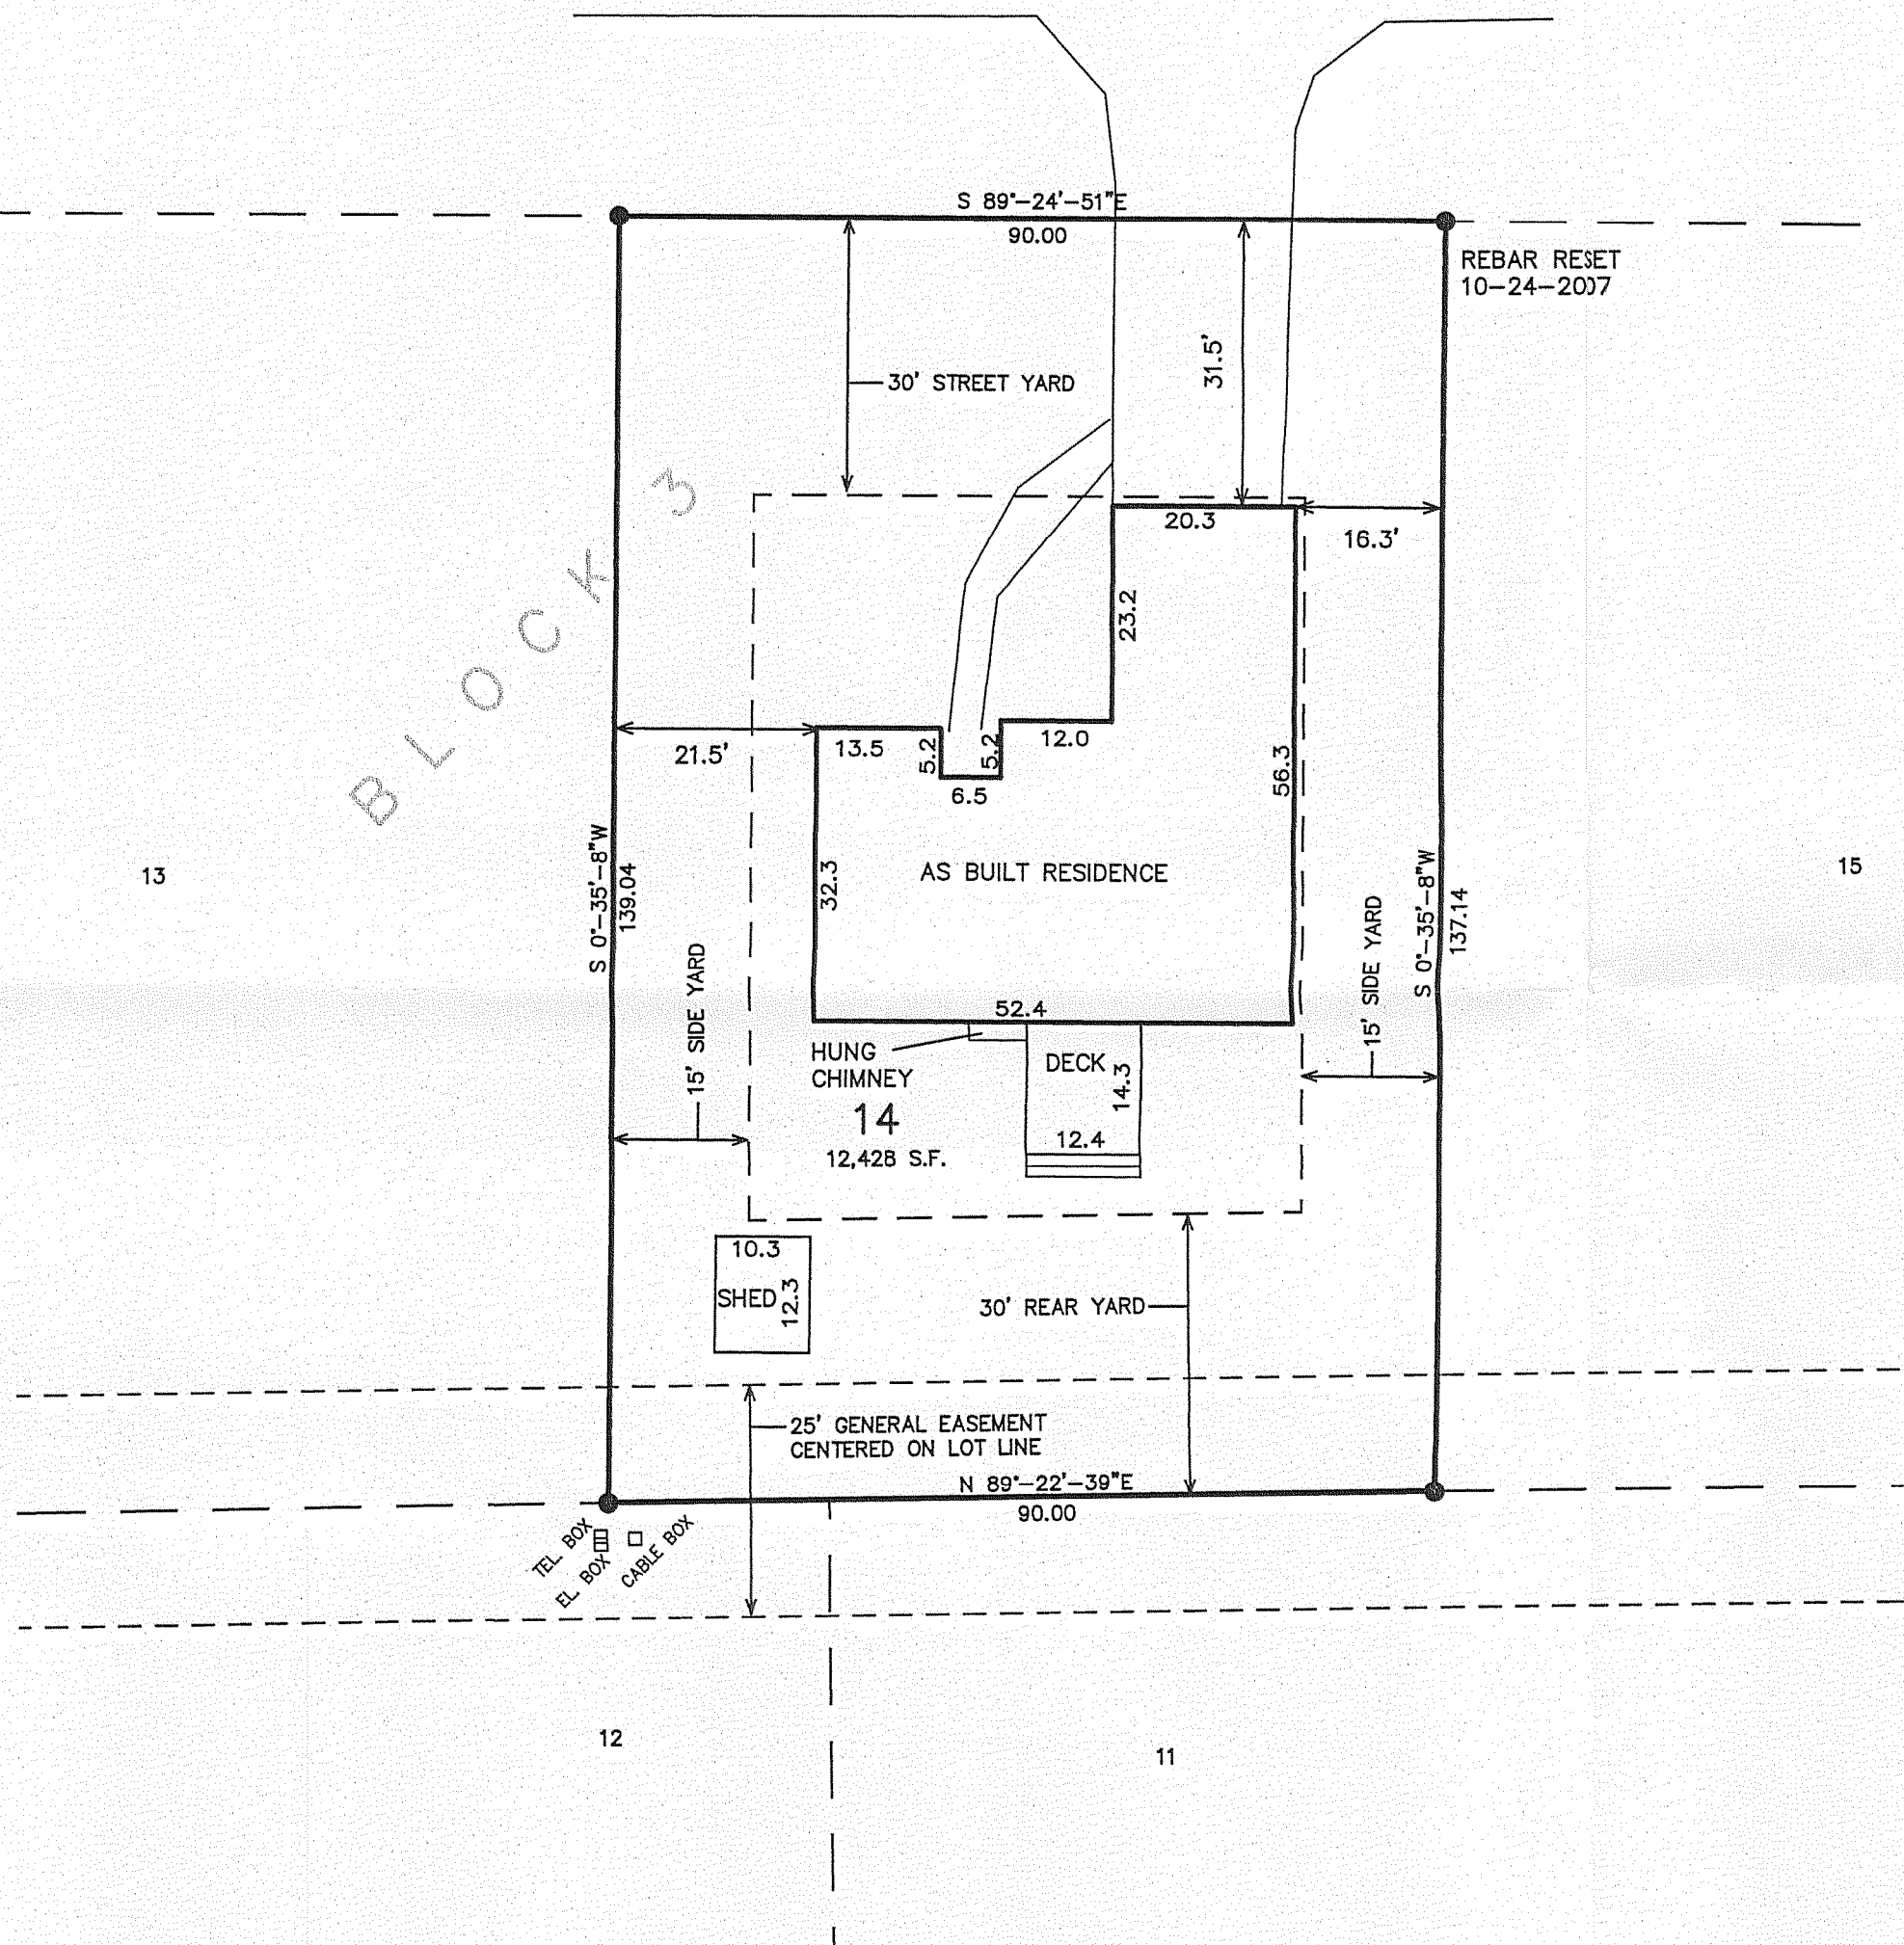 S 89°-24'-51"E
90.00
REBAR RESET
10-24-2007
31.5'
30' STREET YARD
BLOCK 3
20.3
16.3'
23.2
21.5'
13.5
5.2
5.2
12.0
6.5
56.3
13
S 0°-35'-8"W
139.04
32.3
AS BUILT RESIDENCE
15
S 0°-35'-8"W
137.14
15' SIDE YARD
15' SIDE YARD
52.4
HUNG
CHIMNEY
DECK
14.3
14
12.4
12,428 S.F.
10.3
SHED
12.3
30' REAR YARD
25' GENERAL EASEMENT
CENTERED ON LOT LINE
N 89°-22'-39"E
90.00
TEL. BOX
EL. BOX
CABLE BOX
12
11